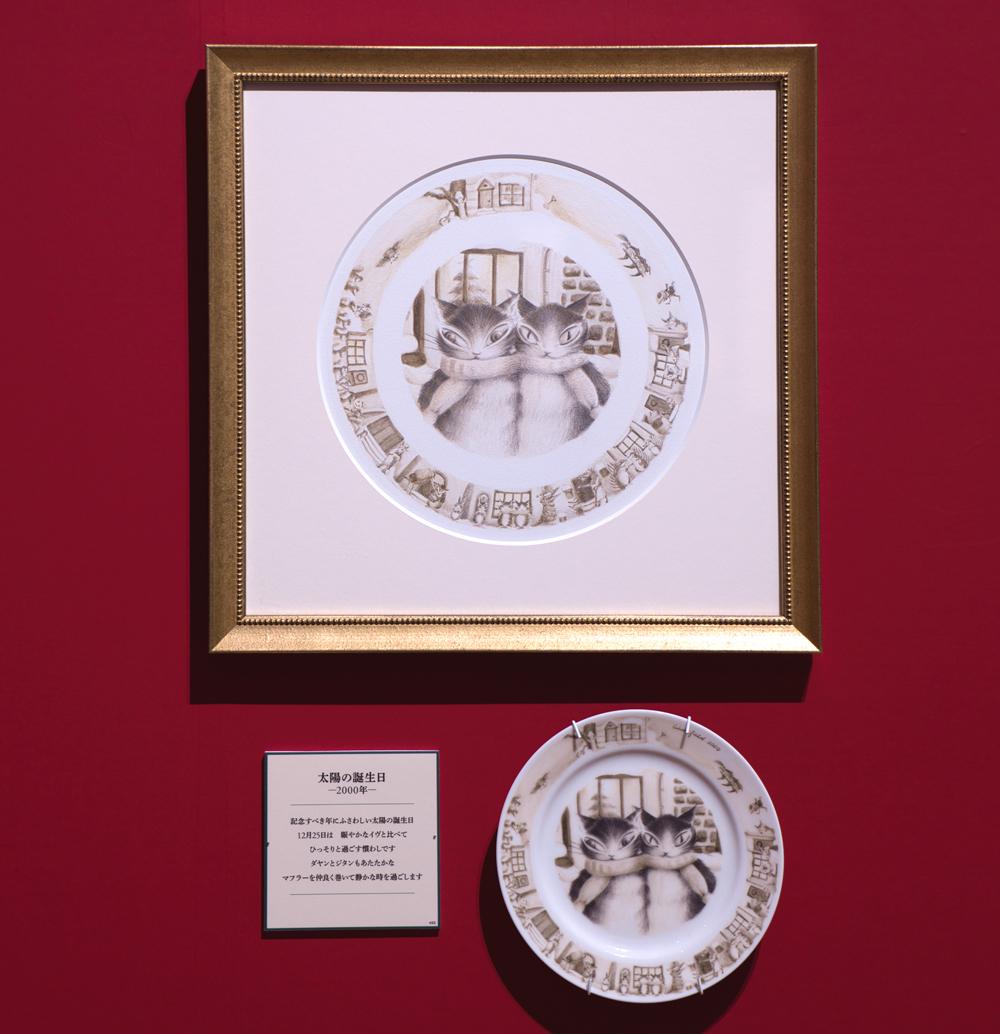 太陽の誕生日
―2000年―
記念すべき年にふさわしい太陽の誕生日
12月25日は　賑やかなイヴと比べて
ひっそりと過ごす慣わしです
ダヤンとジタンもあたたかな
マフラーを仲良く巻いて静かな時を過ごします